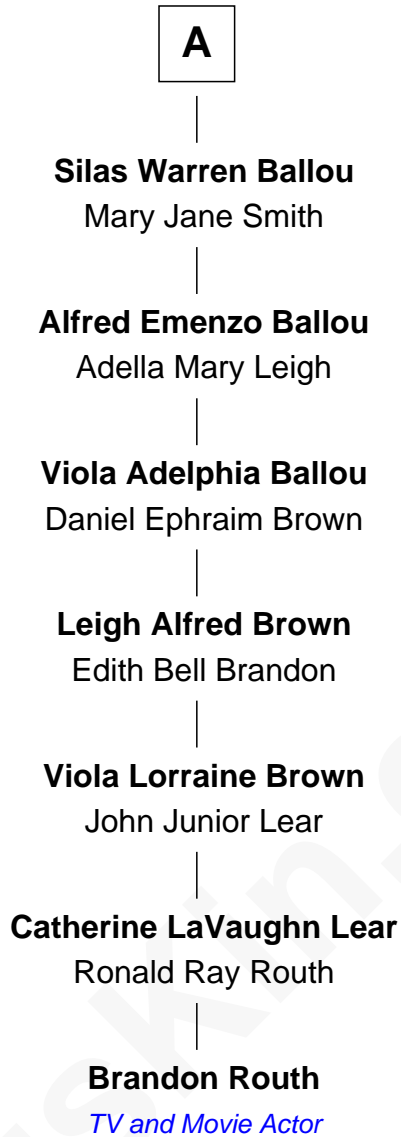 A
Silas Warren Ballou
Mary Jane Smith
Alfred Emenzo Ballou
Adella Mary Leigh
Viola Adelphia Ballou
Daniel Ephraim Brown
Leigh Alfred Brown
Edith Bell Brandon
Viola Lorraine Brown
John Junior Lear
Catherine LaVaughn Lear
Ronald Ray Routh
Brandon Routh
TV and Movie Actor